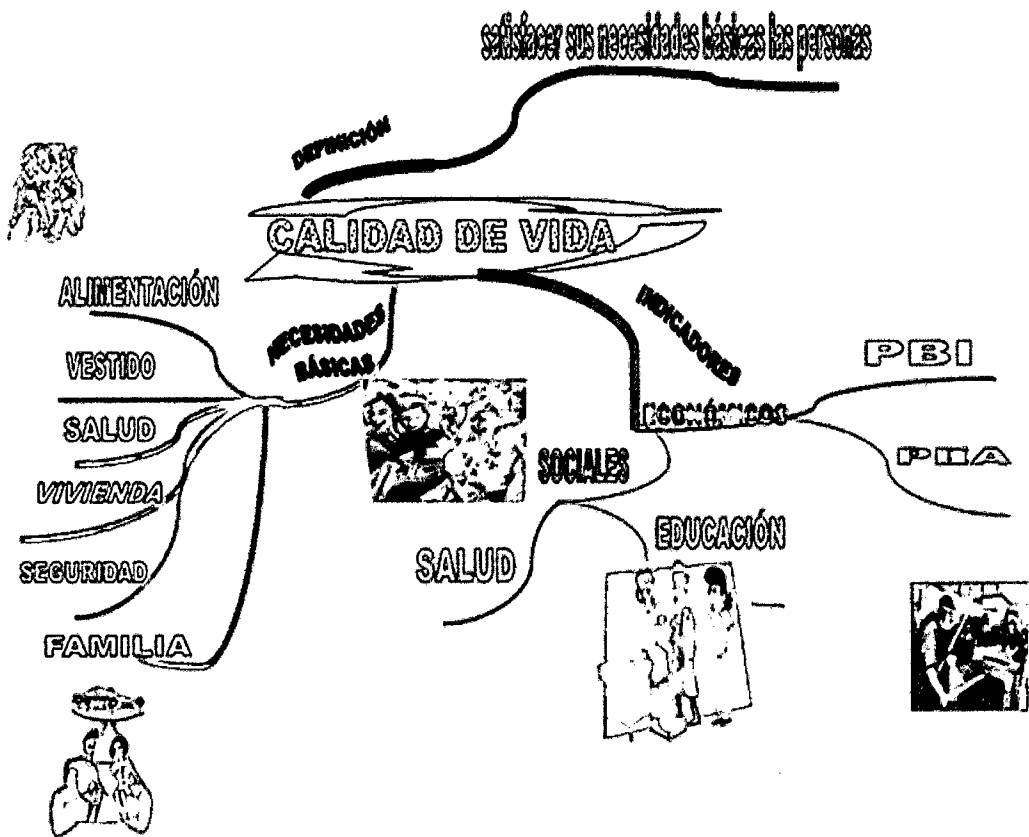 satisfacer sus necesidades básicas las personas
DEFINICIÓN
CALIDAD DE VIDA
NECESIDADES
BÁSICAS
ALIMENTACIÓN
VESTIDO
SALUD
VIVIENDA
SEGURIDAD
FAMILIA
INDICADORES
ECONÓMICOS
PBI
SOCIALES
SALUD
EDUCACIÓN